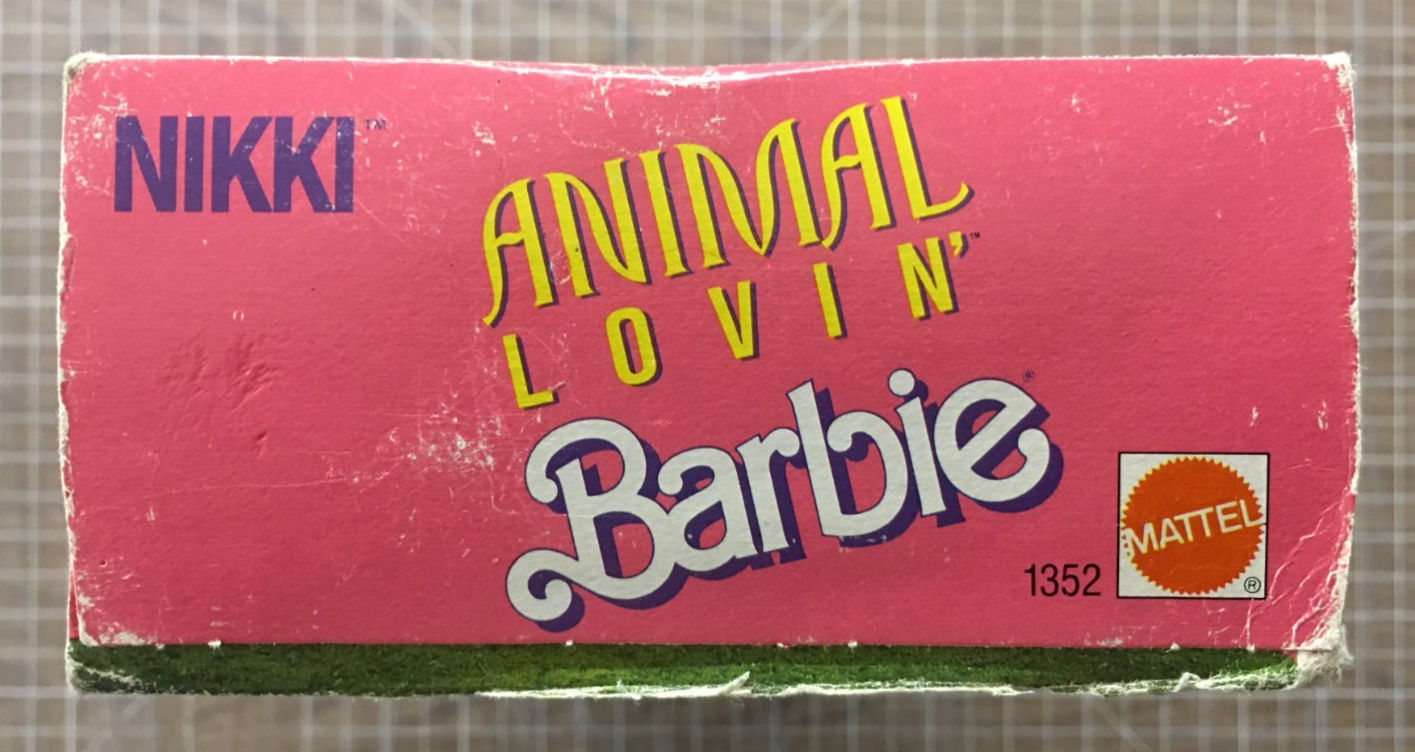 NIKKI™
ANIMAL
LOVIN'™
Barbie®
1352
MATTEL
®